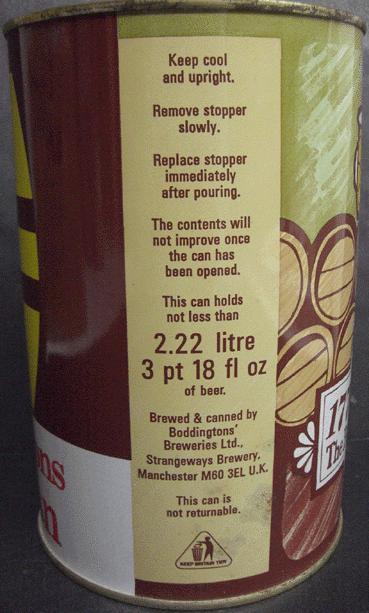 Keep cool
and upright.
Remove stopper
slowly.
Replace stopper
immediately
after pouring.
The contents will
not improve once
the can has
been opened.
This can holds
not less than
2.22 litre
3 pt 18 fl oz
of beer.
Brewed & canned by
Boddingtons'
Breweries Ltd.,
Strangeways Brewery,
Manchester M60 3EL U.K.
This can is
not returnable.
KEEP BRITAIN TIDY
ns
h
17
The